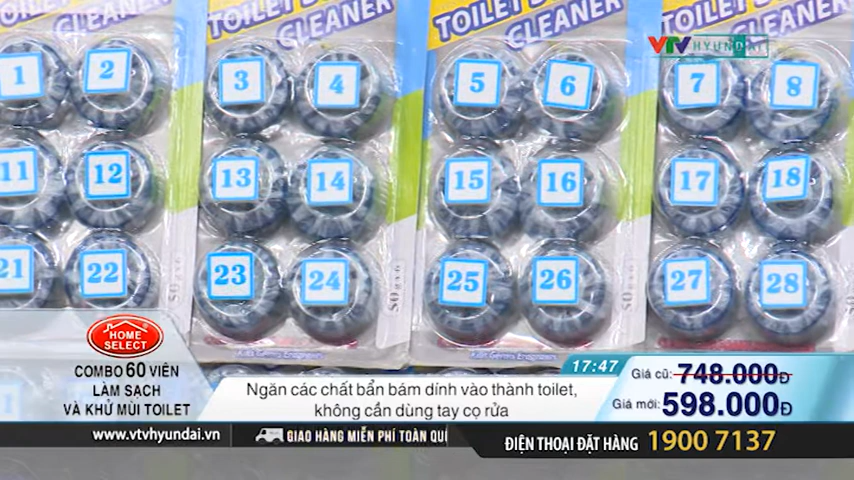 TOILET
CLEANER
TOILET
CLEANER
VTV HYUNDAI
1 2 3 4 5 6 7 8
11 12 13 14 15 16 17 18
21 22 23 24 25 26 27 28
50gx6
HOME
SELECT
COMBO 60 VIÊN
LÀM SẠCH
VÀ KHỬ MÙI TOILET
Ngăn các chất bẩn bám dính vào thành toilet,
không cần dùng tay cọ rửa
17:47
Giá cũ: 748.000Đ
Giá mới: 598.000Đ
www.vtvhyundai.vn
GIAO HÀNG MIỄN PHÍ TOÀN QUỐ
ĐIỆN THOẠI ĐẶT HÀNG 1900 7137